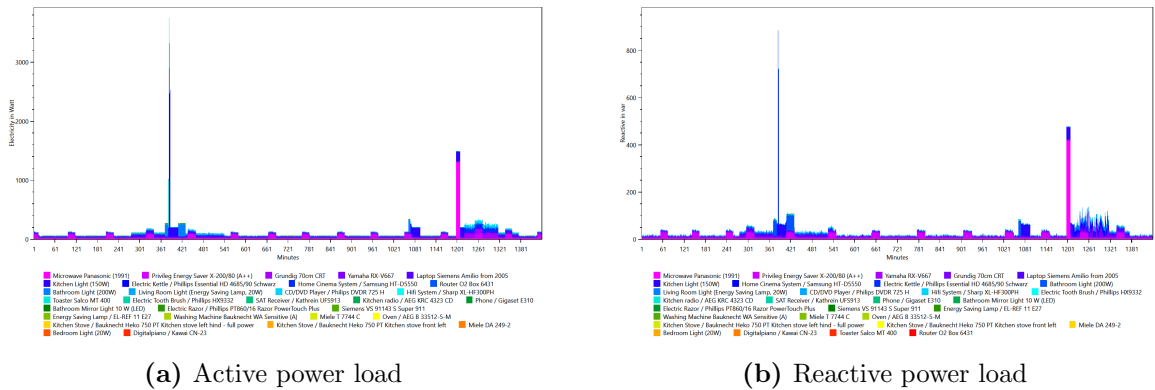 3000
2000
1000
0
Electricity in Watt
1 61 121 181 241 301 361 421 481 541 601 661 721 781 841 901 961 1021 1081 1141 1201 1261 1321 1381
Minutes
Microwave Panasonic (1991) Privileg Energy Saver X-200/80 (A++) Grundig 70cm CRT Yamaha RX-V667 Laptop Siemens Amilio from 2005
Kitchen Light (150W) Electric Kettle / Phillips Essential HD 4685/90 Schwarz Home Cinema System / Samsung HT-D5550 Router O2 Box 6431
Bathroom Light (200W) Living Room Light (Energy Saving Lamp, 20W) CD/DVD Player / Philips DVDR 725 H Hifi System / Sharp XL-HF300PH
Toaster Salco MT 400 Electric Tooth Brush / Phillips HX9332 SAT Receiver / Kathrein UFS913 Kitchen radio / AEG KRC 4323 CD Phone / Gigaset E310
Bathroom Mirror Light 10 W (LED) Electric Razor / Phillips PT860/16 Razor PowerTouch Plus Siemens VS 91143 S Super 911
Energy Saving Lamp / EL-REF 11 E27 Washing Machine Bauknecht WA Sensitive (A) Miele T 7744 C Oven / AEG B 33512-5-M
Kitchen Stove / Bauknecht Heko 750 PT Kitchen stove left hind - full power Kitchen Stove / Bauknecht Heko 750 PT Kitchen stove front left Miele DA 249-2
Bedroom Light (20W) Digitalpiano / Kawai CN-23
(a) Active power load
800
600
400
200
0
Reactive in var
1 61 121 181 241 301 361 421 481 541 601 661 721 781 841 901 961 1021 1081 1141 1201 1261 1321 1381
Minutes
Microwave Panasonic (1991) Privileg Energy Saver X-200/80 (A++) Yamaha RX-V667 Grundig 70cm CRT Laptop Siemens Amilio from 2005
Kitchen Light (150W) Home Cinema System / Samsung HT-D5550 Electric Kettle / Phillips Essential HD 4685/90 Schwarz Bathroom Light (200W)
Living Room Light (Energy Saving Lamp, 20W) CD/DVD Player / Philips DVDR 725 H Hifi System / Sharp XL-HF300PH Electric Tooth Brush / Phillips HX9332
Kitchen radio / AEG KRC 4323 CD SAT Receiver / Kathrein UFS913 Phone / Gigaset E310 Bathroom Mirror Light 10 W (LED)
Electric Razor / Phillips PT860/16 Razor PowerTouch Plus Siemens VS 91143 S Super 911 Energy Saving Lamp / EL-REF 11 E27
Washing Machine Bauknecht WA Sensitive (A) Miele T 7744 C Oven / AEG B 33512-5-M
Kitchen Stove / Bauknecht Heko 750 PT Kitchen stove left hind - full power Kitchen Stove / Bauknecht Heko 750 PT Kitchen stove front left Miele DA 249-2
Bedroom Light (20W) Digitalpiano / Kawai CN-23 Toaster Salco MT 400 Router O2 Box 6431
(b) Reactive power load